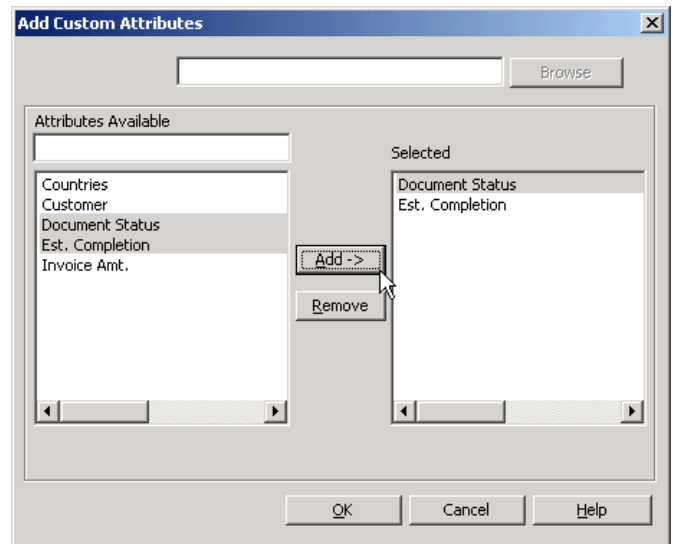 Add Custom Attributes
Browse
Attributes Available
Selected
Countries
Customer
Document Status
Est. Completion
Invoice Amt.
Document Status
Est. Completion
Add ->
Remove
OK
Cancel
Help